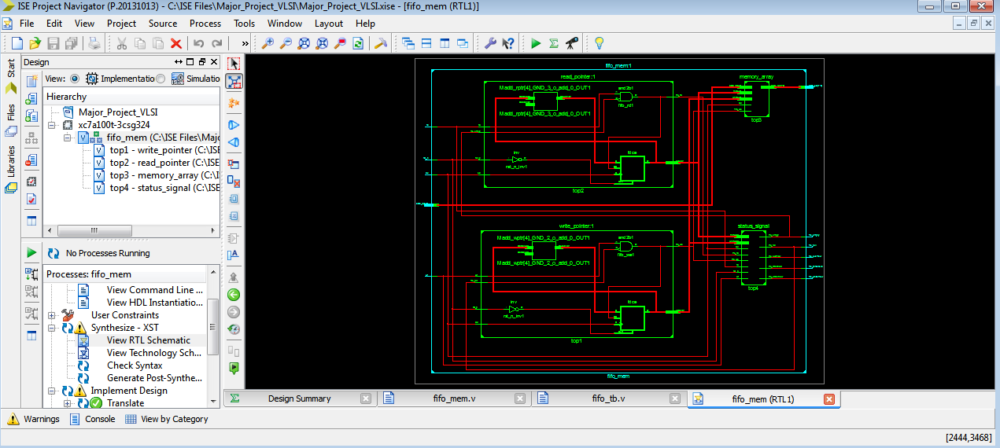 ISE Project Navigator (P.20131013) - C:\ISE Files\Major_Project_VLSI\Major_Project_VLSI.xise - [fifo_mem (RTL1)]
File Edit View Project Source Process Tools Window Layout Help
Start
Files
Libraries
Design
View: Implementatio Simulatio
Hierarchy
Major_Project_VLSI
xc7a100t-3csg324
fifo_mem (C:\ISE Files\Majo
top1 - write_pointer (C:\ISE
top2 - read_pointer (C:\ISE
top3 - memory_array (C:\IS
top4 - status_signal (C:\ISE
No Processes Running
Processes: fifo_mem
View Command Line ...
View HDL Instantiatio...
User Constraints
Synthesize - XST
View RTL Schematic
View Technology Sch...
Check Syntax
Generate Post-Synthe...
Implement Design
Translate
fifo_mem:1
read_pointer:1
Madd_rptr[4]_GND_3_o_add_0_OUT1
and2b1
fifo_rd1
Madd_rptr[4]_GND_3_o_add_0_OUT1
inv
rst_n_inv1
fdce
top2
memory_array
top3
write_pointer:1
Madd_wptr[4]_GND_2_o_add_0_OUT1
and2b1
fifo_we1
Madd_wptr[4]_GND_2_o_add_0_OUT1
inv
rst_n_inv1
fdce
top1
status_signal
top4
fifo_mem
Design Summary
fifo_mem.v
fifo_tb.v
fifo_mem (RTL1)
Warnings Console View by Category
[2444,3468]